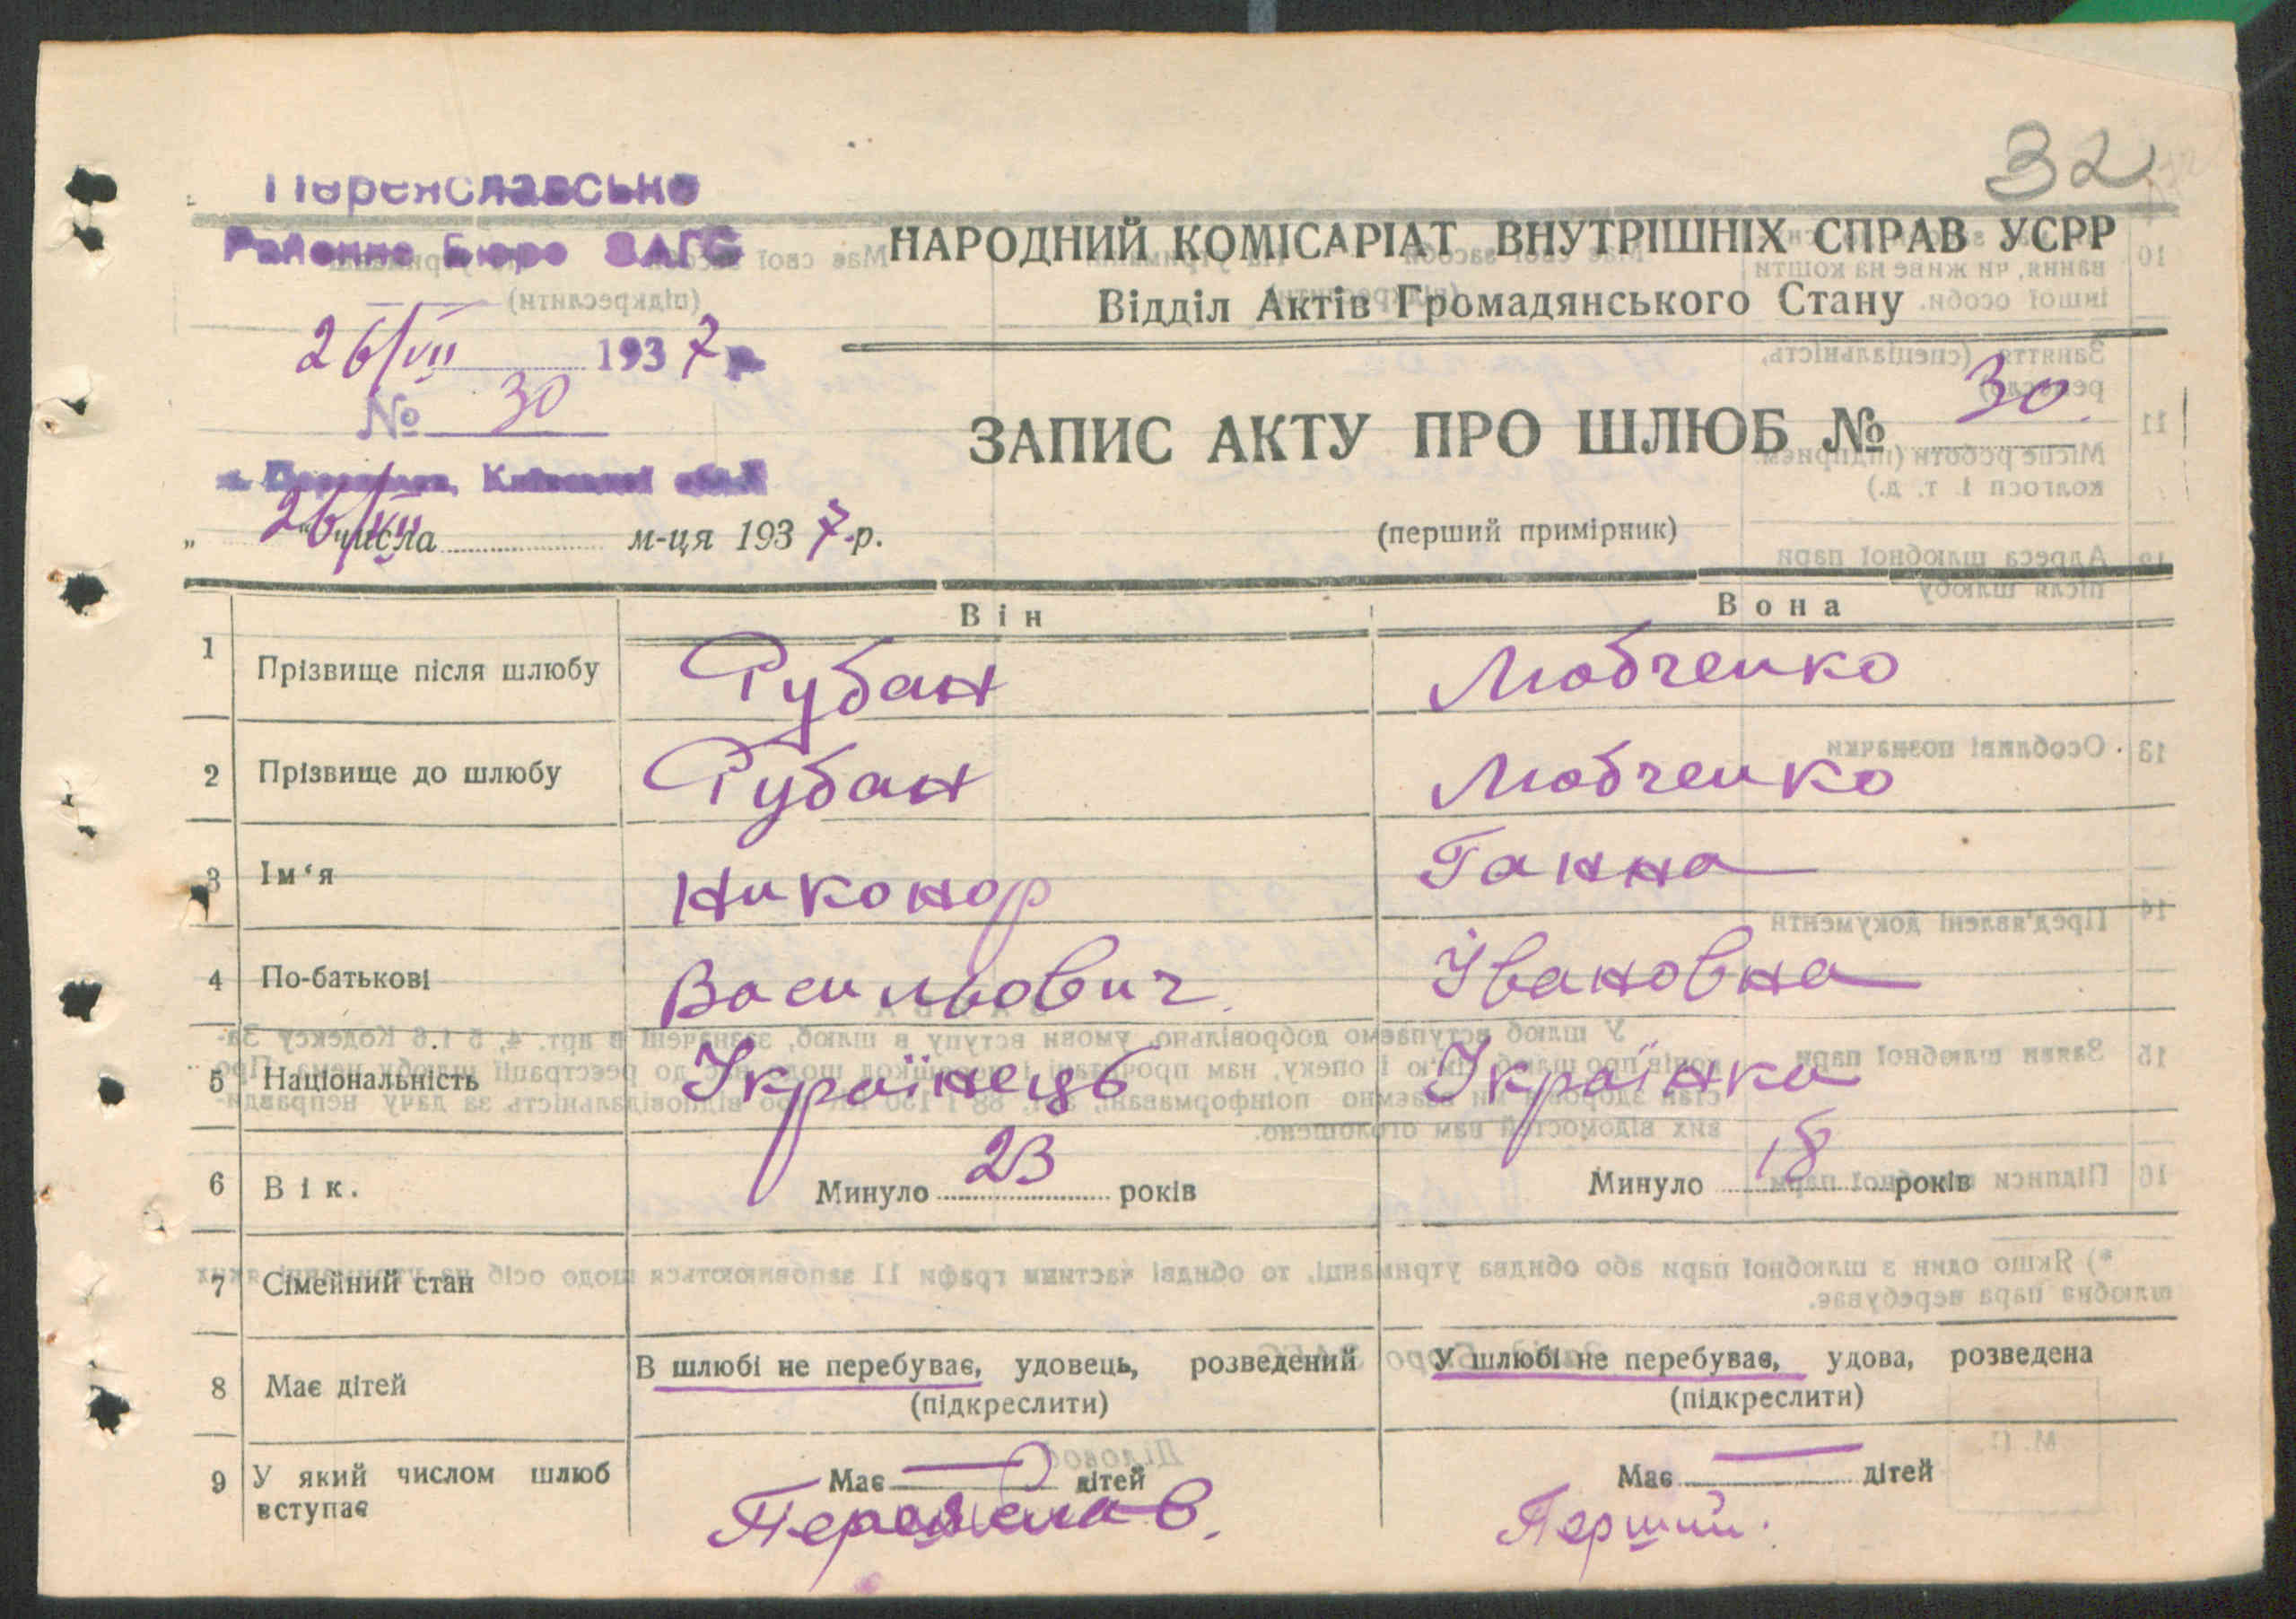 32
Переяславське
Районне Бюро ЗАГС
26/VII 1937 р.
№ 30
м. Переяслав, Київської обл.
НАРОДНИЙ КОМІСАРІАТ ВНУТРІШНІХ СПРАВ УСРР
Відділ Актів Громадянського Стану
ЗАПИС АКТУ ПРО ШЛЮБ № 30.
(перший примірник)
„ 26/VII " числа м-ця 1937 р.
Він Вона
1 Прізвище після шлюбу Рубан Любченко
2 Прізвище до шлюбу Рубан Любченко
3 Ім‘я Никонор Ганна
4 По-батькові Васильович. Івановна
5 Національність Українець Українка
6 Вік. Минуло 23 років Минуло 18 років
7 Сімейний стан
8 Має дітей В шлюбі не перебуває, удовець, розведений У шлюбі не перебуває, удова, розведена
(підкреслити) (підкреслити)
9 У який числом шлюб вступає Має — дітей Має — дітей
Перший.